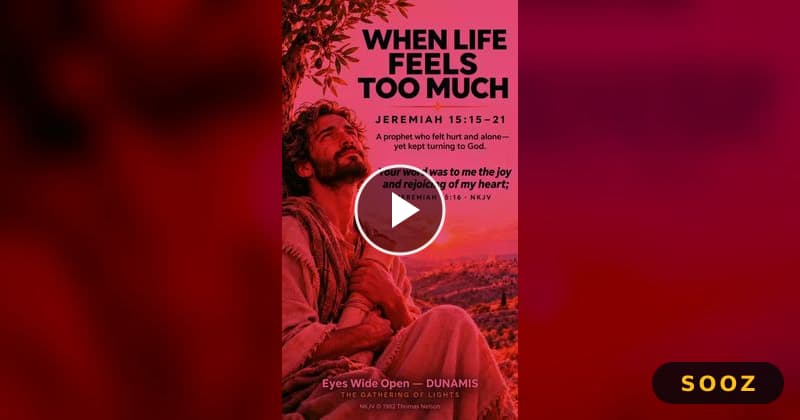 WHEN LIFE
FEELS
TOO MUCH
JEREMIAH 15:15–21
A prophet who felt hurt and alone—
yet kept turning to God.
Your word was to me the joy
and rejoicing of my heart;
JEREMIAH 15:16 · NKJV
Eyes Wide Open — DUNAMIS
THE GATHERING OF LIGHTS
NKJV © 1982 Thomas Nelson
SOOZ